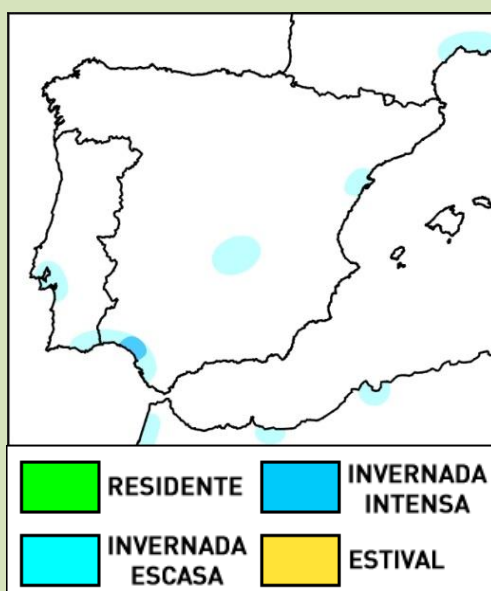 RESIDENTE
INVERNADA
INTENSA
INVERNADA
ESCASA
ESTIVAL